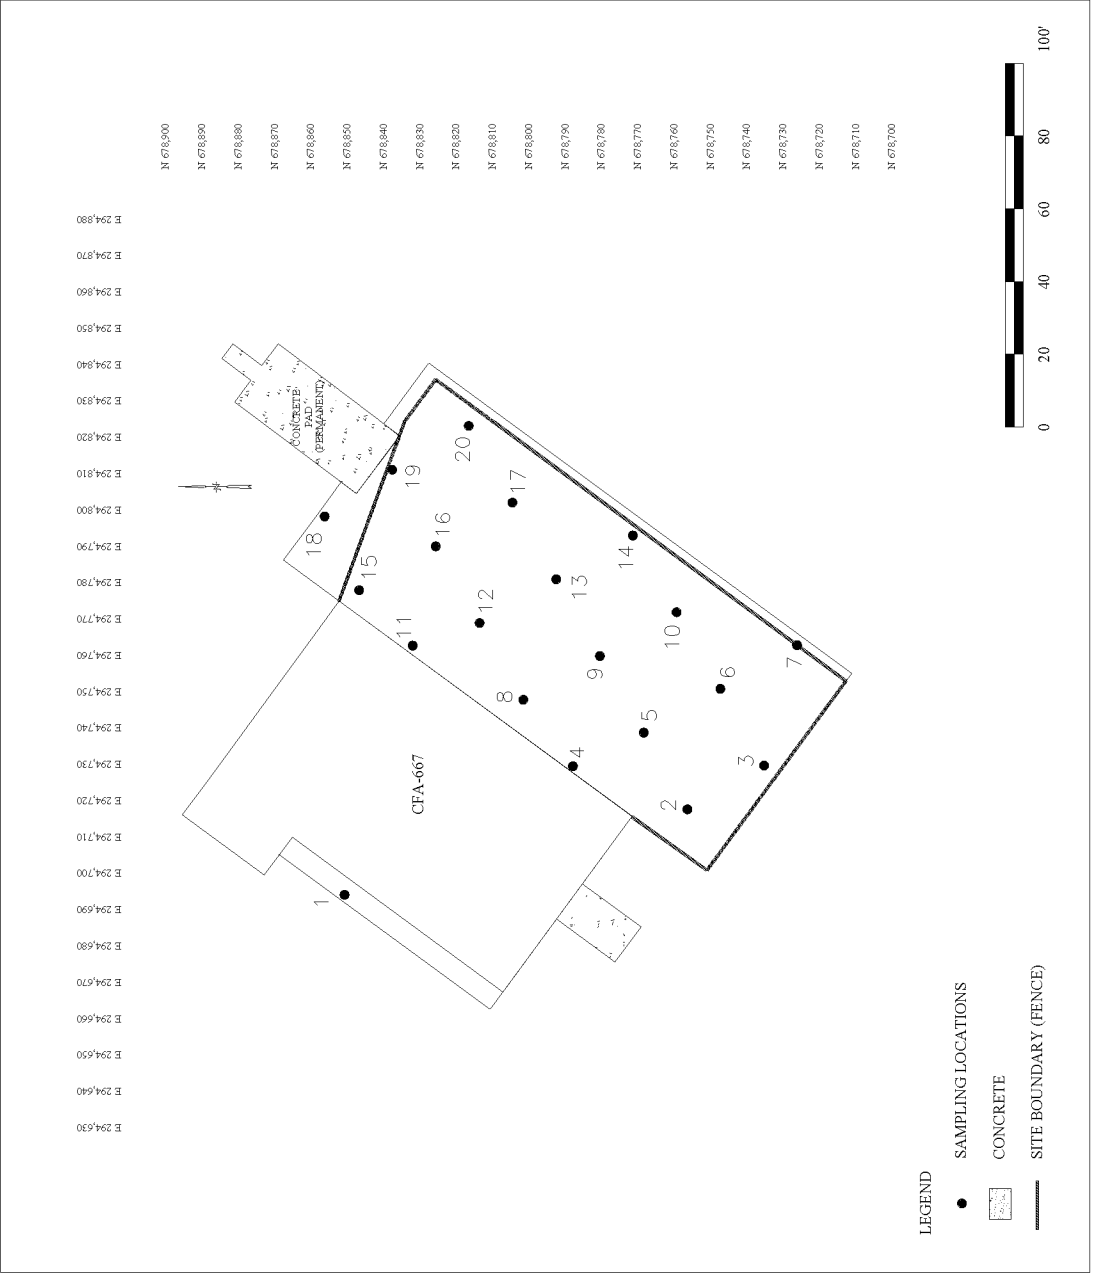 N 678,900
N 678,890
N 678,880
N 678,870
N 678,860
N 678,850
N 678,840
N 678,830
N 678,820
N 678,810
N 678,800
N 678,790
N 678,780
N 678,770
N 678,760
N 678,750
N 678,740
N 678,730
N 678,720
N 678,710
N 678,700
E 294,880
E 294,870
E 294,860
E 294,850
E 294,840
E 294,830
E 294,820
E 294,810
E 294,800
E 294,790
E 294,780
E 294,770
E 294,760
E 294,750
E 294,740
E 294,730
E 294,720
E 294,710
E 294,700
E 294,690
E 294,680
E 294,670
E 294,660
E 294,650
E 294,640
E 294,630
CONCRETE
PAD
(PERMANENT)
CFA-667
1
2
3
4
5
6
7
8
9
10
11
12
13
14
15
16
17
18
19
20
0
20
40
60
80
100'
LEGEND
SAMPLING LOCATIONS
CONCRETE
SITE BOUNDARY (FENCE)